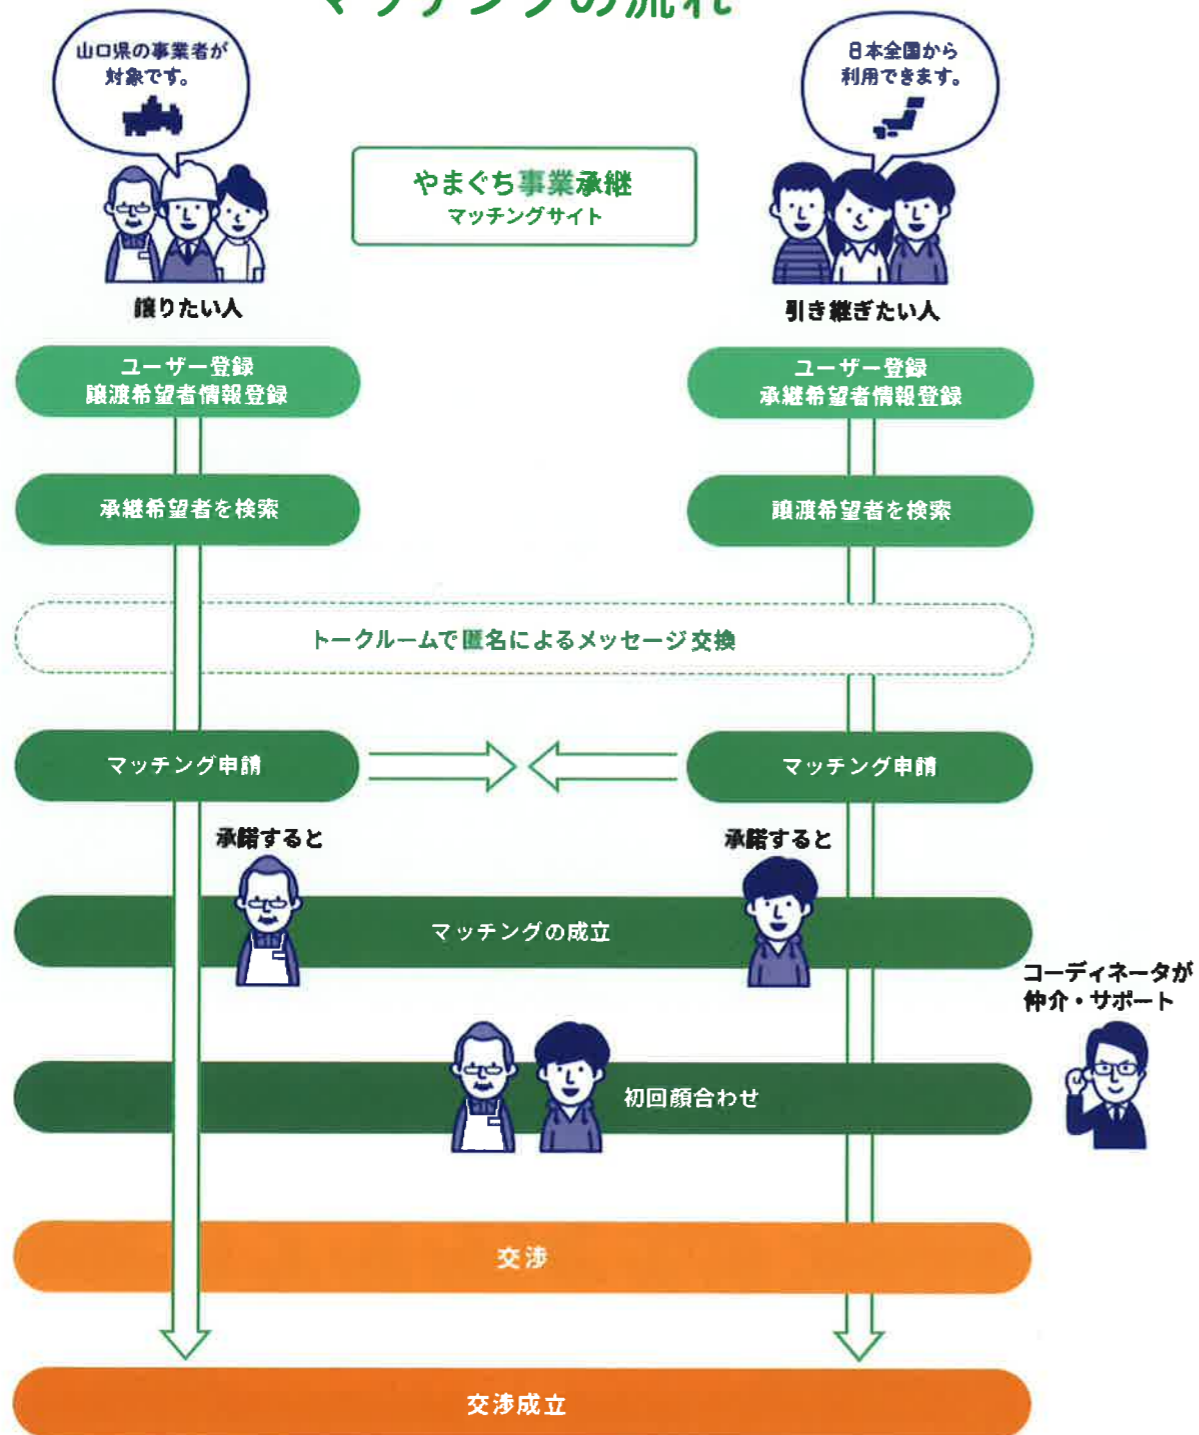 マッチングの流れ
山口県の事業者が
対象です。
日本全国から
利用できます。
やまぐち事業承継
マッチングサイト
譲りたい人
引き継ぎたい人
ユーザー登録
譲渡希望者情報登録
ユーザー登録
承継希望者情報登録
承継希望者を検索
譲渡希望者を検索
トークルームで匿名によるメッセージ交換
マッチング申請
マッチング申請
承諾すると
承諾すると
マッチングの成立
コーディネータが
仲介・サポート
初回顔合わせ
交渉
交渉成立